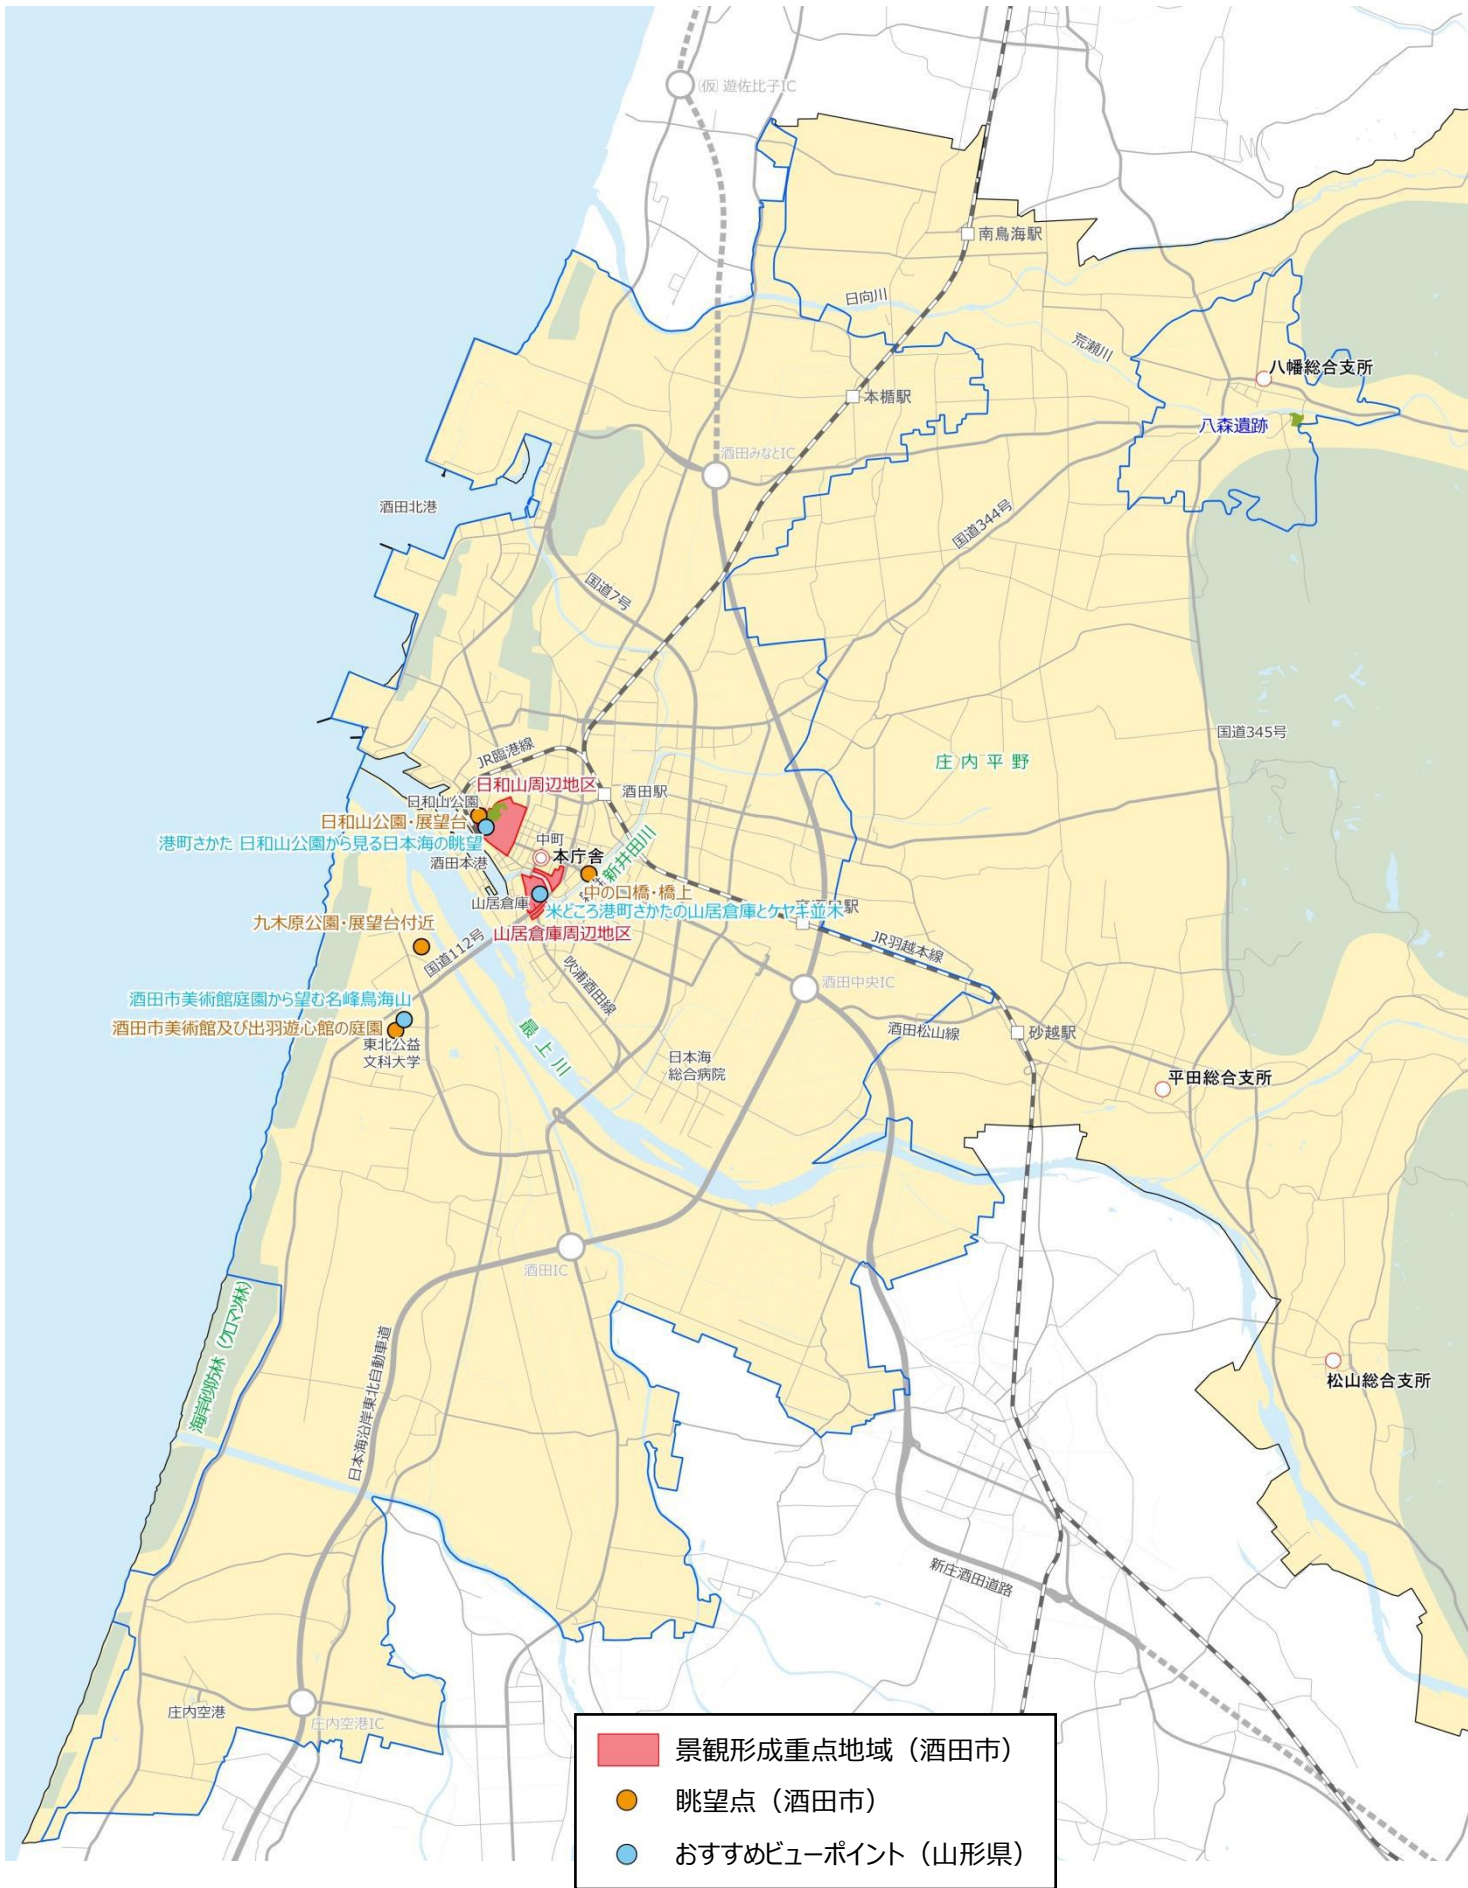 (仮) 遊佐比子IC
南鳥海駅
日向川
荒瀬川
八幡総合支所
本楯駅
八森遺跡
酒田みなとIC
酒田北港
国道344号
国道7号
国道345号
庄内平野
JR臨港線
日和山周辺地区
酒田駅
日和山公園
日和山公園・展望台
港町さかた 日和山公園から見る日本海の眺望
中町
酒田本港
本庁舎
新井田川
中の口橋・橋上
山居倉庫
米どころ港町さかたの山居倉庫とケヤキ並木
駅
九木原公園・展望台付近
山居倉庫周辺地区
国道112号
JR羽越本線
吹浦酒田線
酒田中央IC
酒田市美術館庭園から望む名峰鳥海山
酒田市美術館及び出羽遊心館の庭園
東北公益
文科大学
最上川
酒田松山線
砂越駅
日本海
総合病院
平田総合支所
酒田IC
海岸砂防林（クロマツ林）
日本海沿岸東北自動車道
松山総合支所
新庄酒田道路
庄内空港
庄内空港IC
景観形成重点地域（酒田市）
眺望点（酒田市）
おすすめビューポイント（山形県）